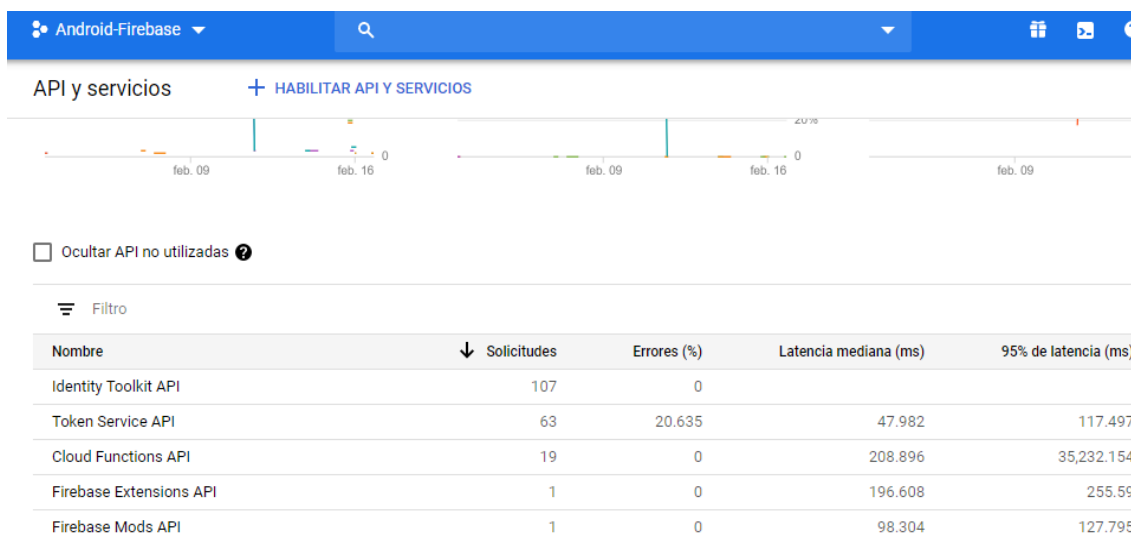 Android-Firebase
API y servicios + HABILITAR API Y SERVICIOS
20%
0 0
feb. 09 feb. 16 feb. 09 feb. 16 feb. 09
Ocultar API no utilizadas ?
Filtro
Nombre Solicitudes Errores (%) Latencia mediana (ms) 95% de latencia (ms)
Identity Toolkit API 107 0
Token Service API 63 20.635 47.982 117.497
Cloud Functions API 19 0 208.896 35,232.154
Firebase Extensions API 1 0 196.608 255.59
Firebase Mods API 1 0 98.304 127.795